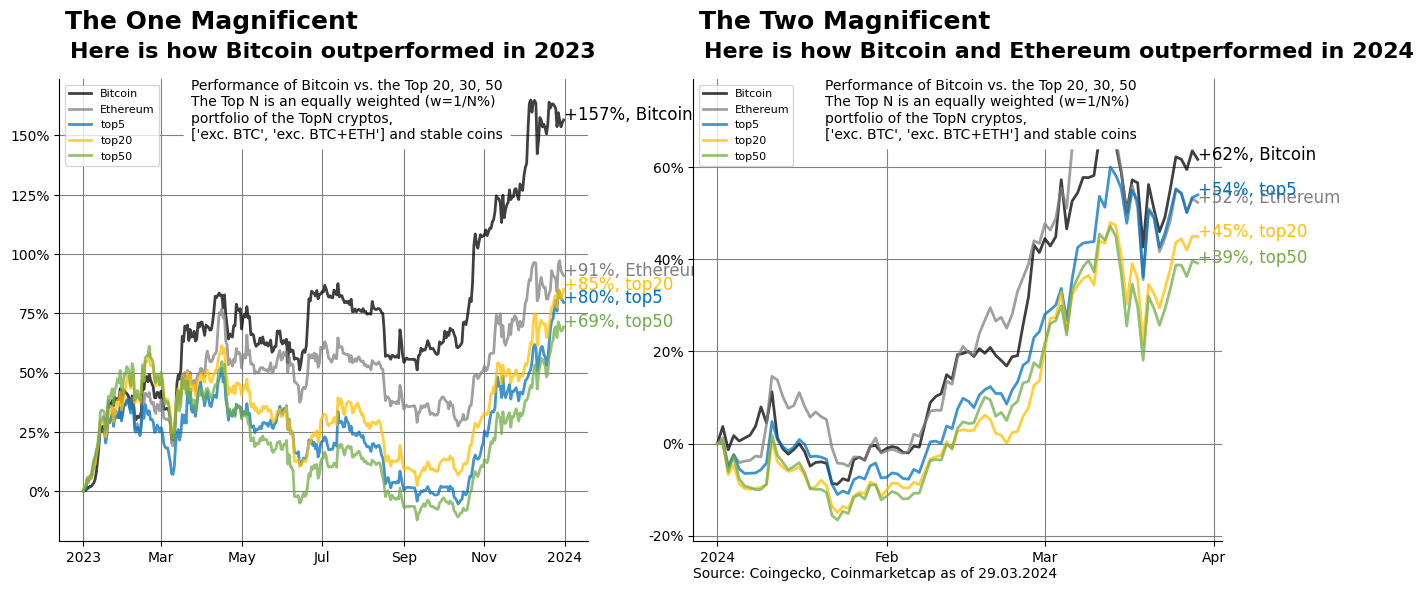 The One Magnificent
Here is how Bitcoin outperformed in 2023
Bitcoin
Ethereum
top5
top20
top50
Performance of Bitcoin vs. the Top 20, 30, 50
The Top N is an equally weighted (w=1/N%)
portfolio of the TopN cryptos,
['exc. BTC', 'exc. BTC+ETH'] and stable coins
+157%, Bitcoin
+91%, Ethereum
+85%, top20
+80%, top5
+69%, top50
150%
125%
100%
75%
50%
25%
0%
2023
Mar
May
Jul
Sep
Nov
2024
The Two Magnificent
Here is how Bitcoin and Ethereum outperformed in 2024
Bitcoin
Ethereum
top5
top20
top50
Performance of Bitcoin vs. the Top 20, 30, 50
The Top N is an equally weighted (w=1/N%)
portfolio of the TopN cryptos,
['exc. BTC', 'exc. BTC+ETH'] and stable coins
+62%, Bitcoin
+54%, top5
+52%, Ethereum
+45%, top20
+39%, top50
60%
40%
20%
0%
-20%
2024
Feb
Mar
Apr
Source: Coingecko, Coinmarketcap as of 29.03.2024